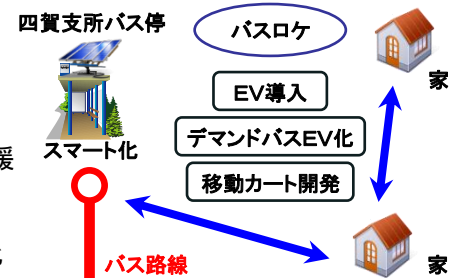 四賀支所バス停
バスロケ
家
EV導入
デマンドバスEV化
スマート化
援
移動カート開発
バス路線
家